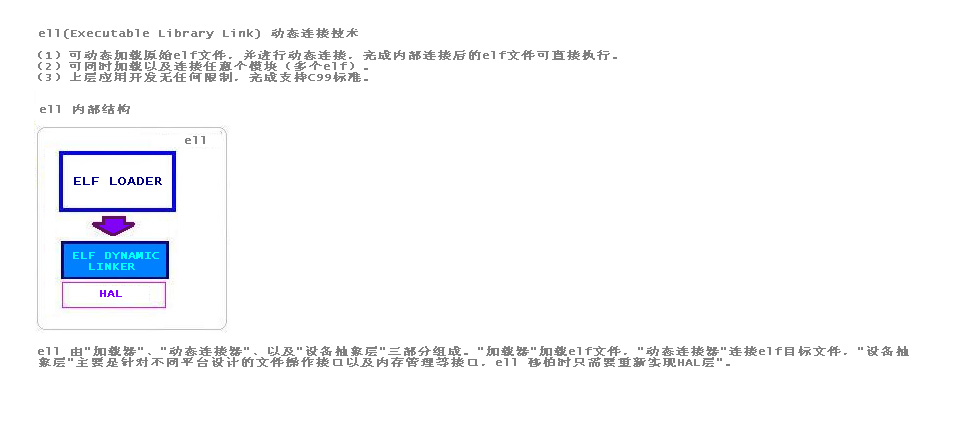 ell(Executable Library Link) 动态连接技术
(1) 可动态加载原始elf文件，并进行动态连接，完成内部连接后的elf文件可直接执行。
(2) 可同时加载以及连接任意个模块（多个elf）。
(3) 上层应用开发无任何限制，完成支持C99标准。
ell 内部结构
ell
ELF LOADER
ELF DYNAMIC
LINKER
HAL
ell 由"加载器"、"动态连接器"、以及"设备抽象层"三部分组成。"加载器"加载elf文件，"动态连接器"连接elf目标文件，"设备抽
象层"主要是针对不同平台设计的文件操作接口以及内存管理等接口，ell 移植时只需要重新实现HAL层"。